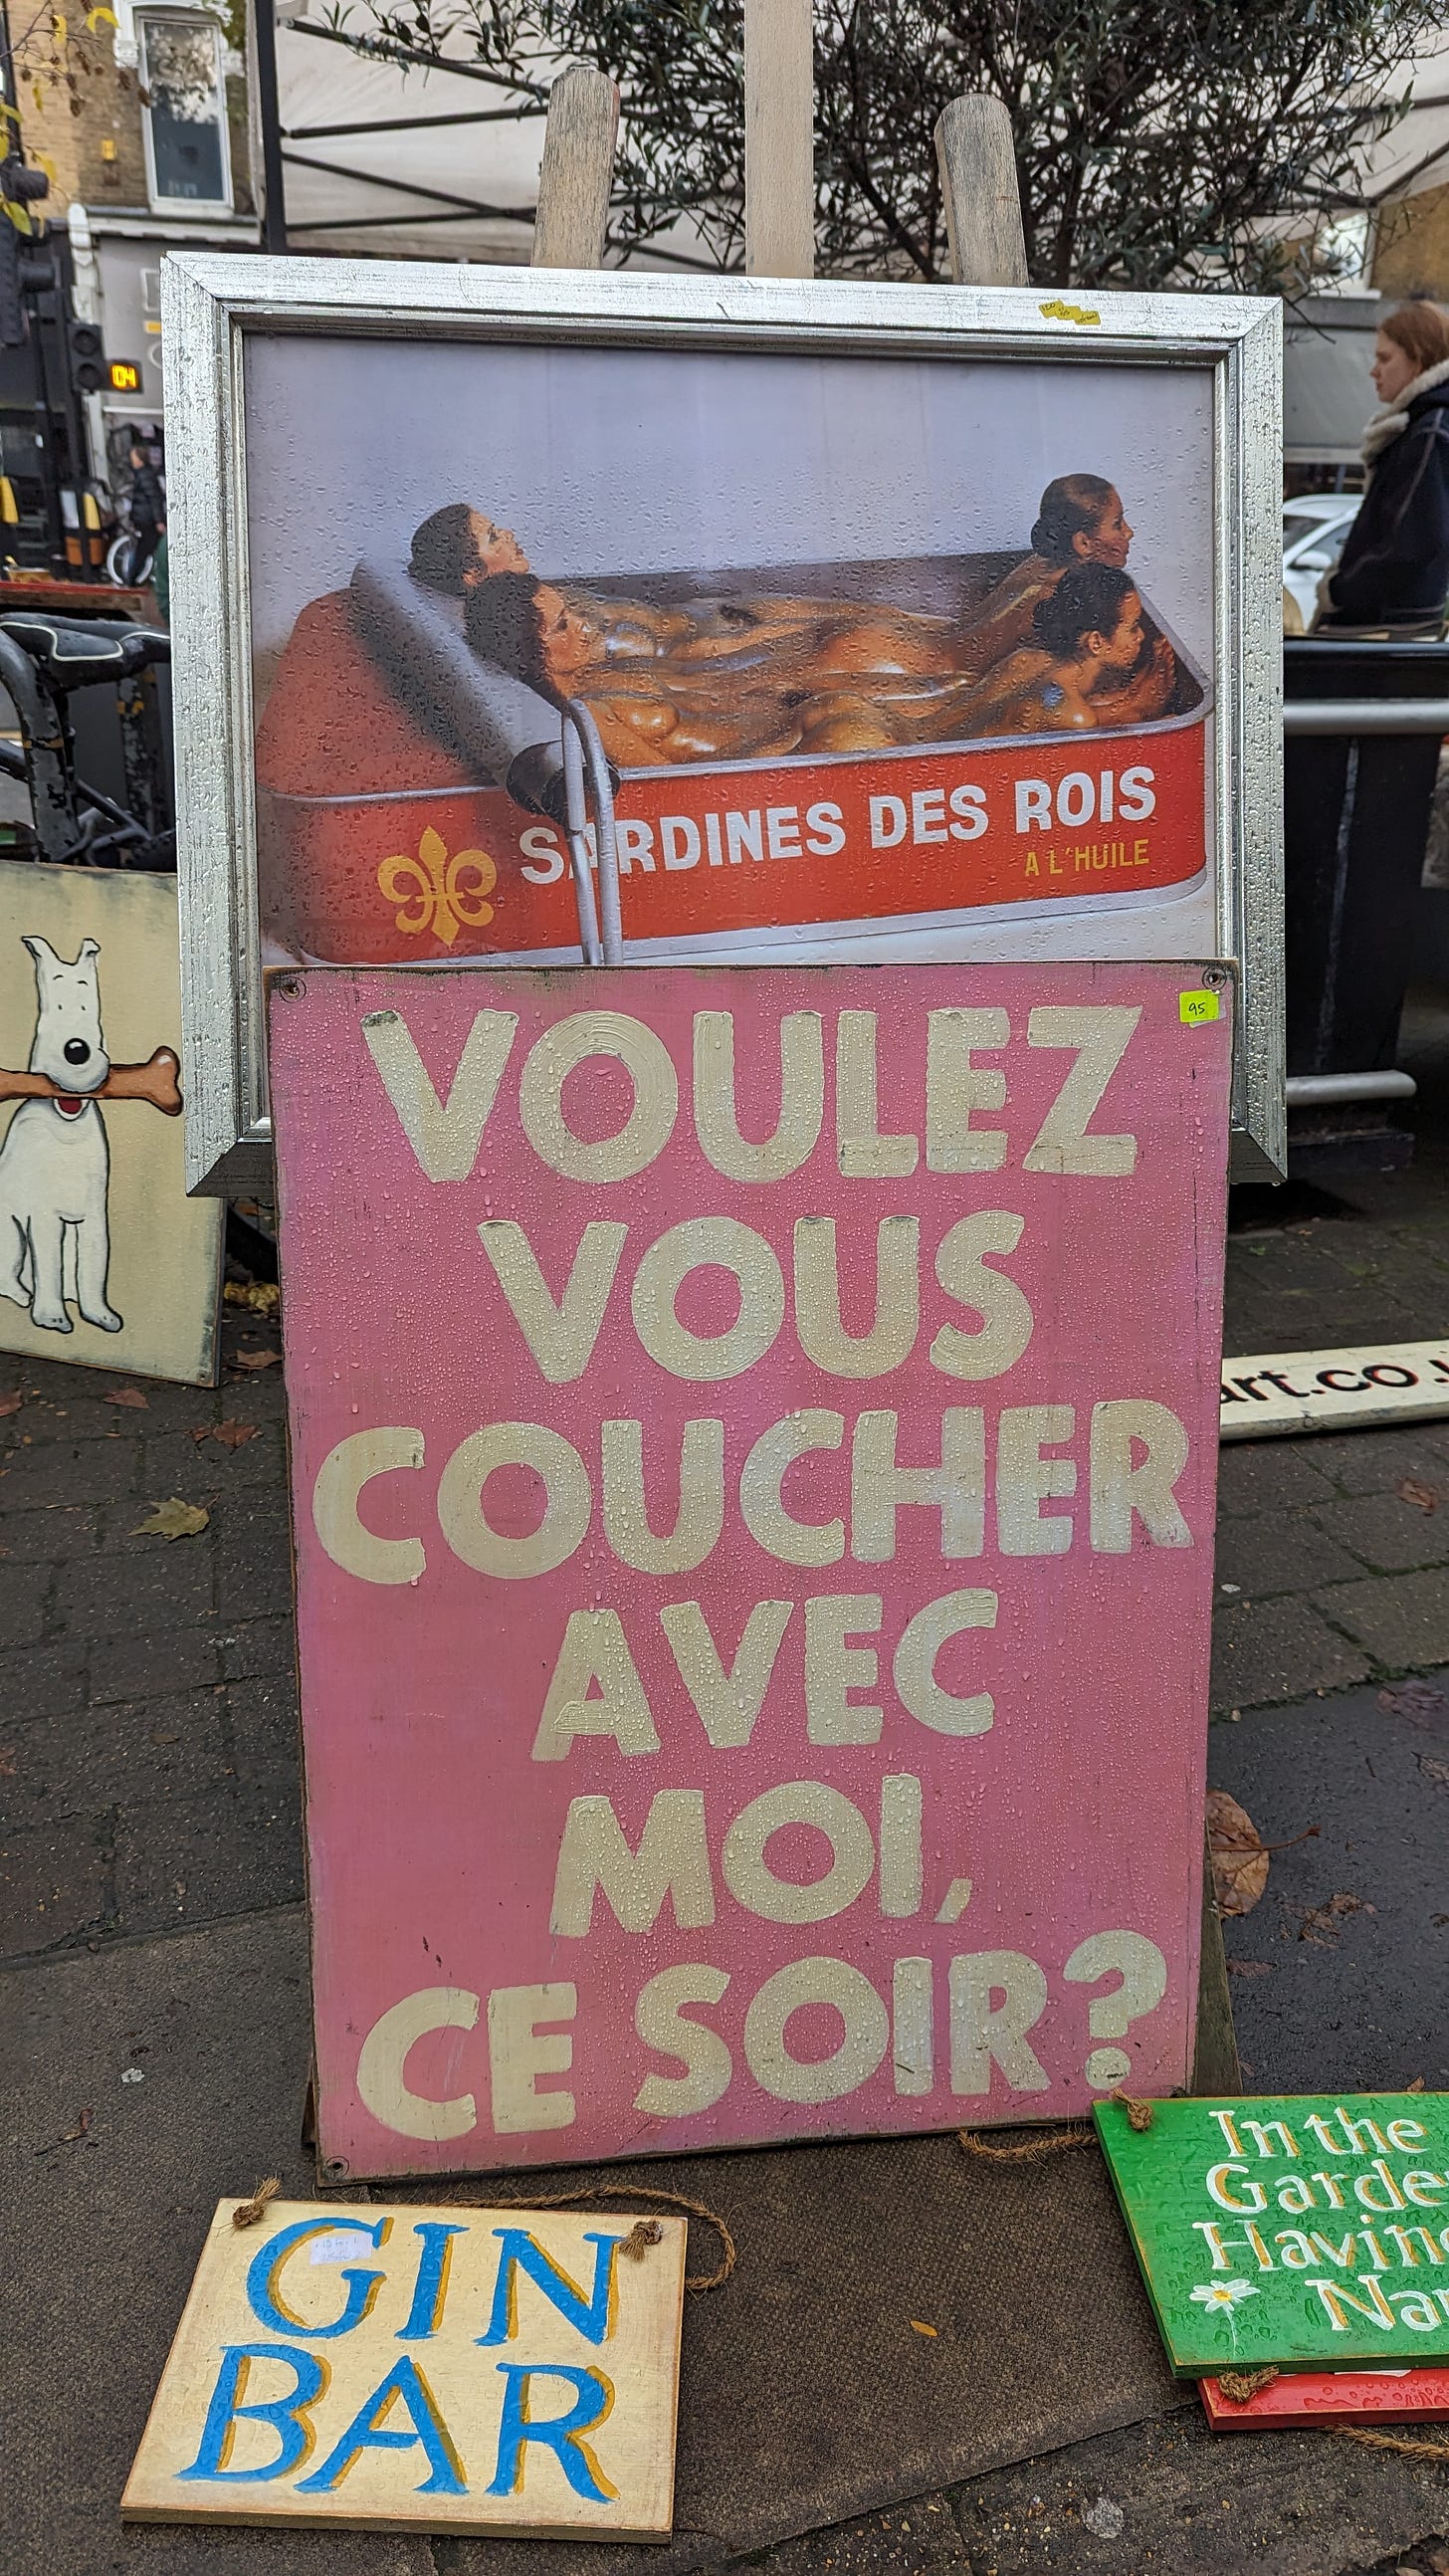 04
SARDINES DES ROIS
A L'HUILE
95
VOULEZ
VOUS
COUCHER
AVEC
MOI,
CE SOIR?
art.co.
GIN
BAR
In the
Garde
Havin
Na